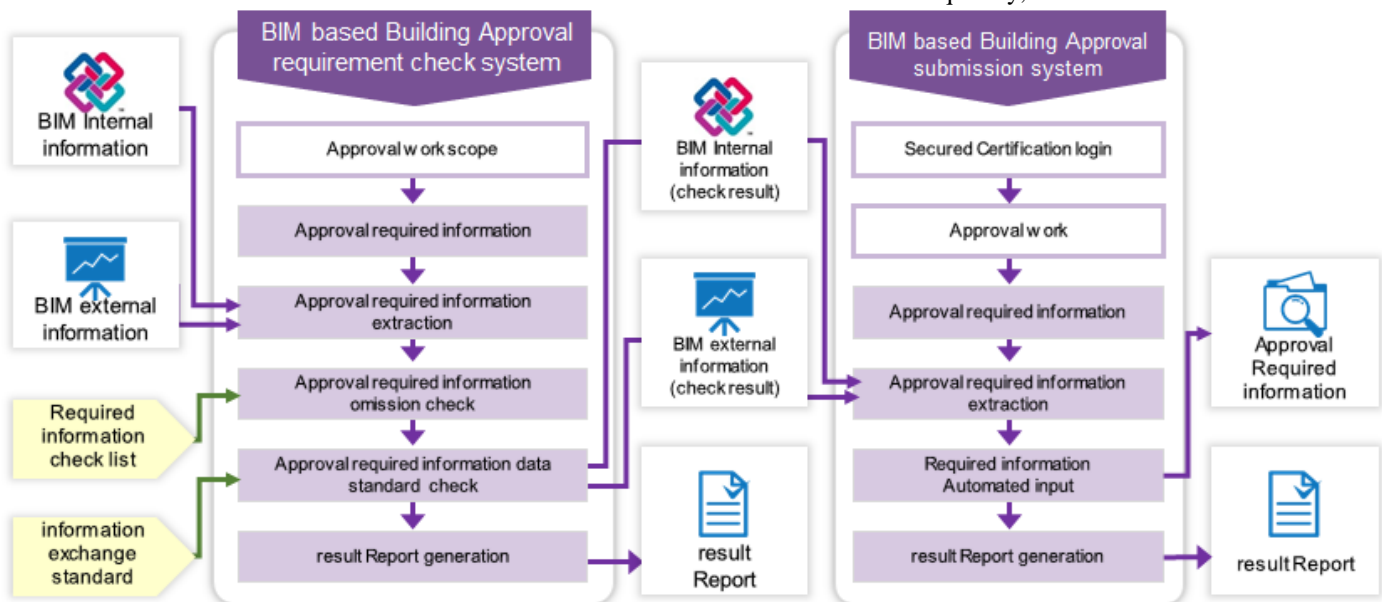 BIM Internal
information
BIM external
information
Required
information
check list
information
exchange
standard
BIM based Building Approval
requirement check system
Approval work scope
Approval required information
Approval required information
extraction
Approval required information
omission check
Approval required information data
standard check
result Report generation
BIM Internal
information
(check result)
BIM external
information
(check result)
result
Report
BIM based Building Approval
submission system
Secured Certification login
Approval work
Approval required information
Approval required information
extraction
Required information
Automated input
result Report generation
Approval
Required
information
result Report